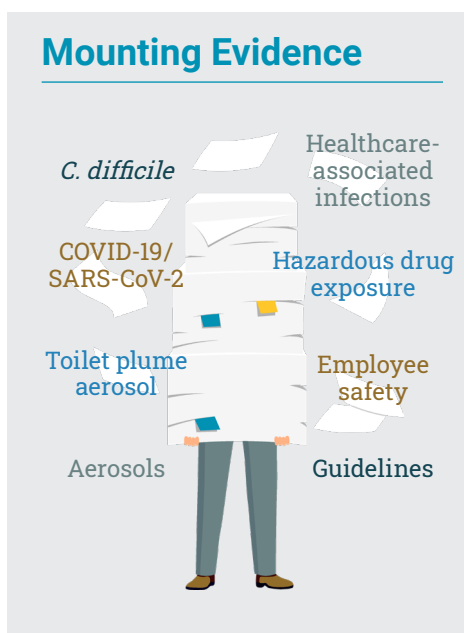 Mounting Evidence
C. difficile
Healthcare-
associated
infections
COVID-19/
SARS-CoV-2
Hazardous drug
exposure
Toilet plume
aerosol
Employee
safety
Aerosols
Guidelines